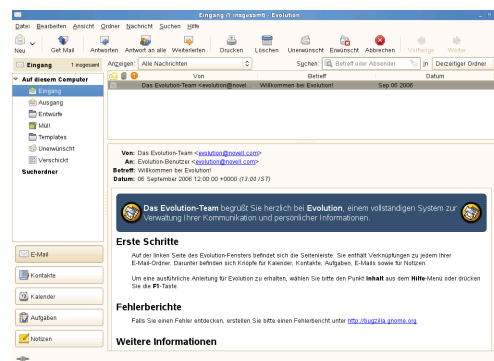 Eingang (1 insgesamt) - Evolution
Datei Bearbeiten Ansicht Ordner Nachricht Suchen Hilfe
Neu Get Mail Antworten Antwort an alle Weiterleiten Drucken Löschen Unerwünscht Erwünscht Abbrechen Vorherige Weiter
Eingang 1 insgesamt Anzeigen: Alle Nachrichten Suchen: Betreff oder Absender in Derzeitiger Ordner
Auf diesem Computer
Eingang
Ausgang
Entwürfe
Müll
Templates
Unerwünscht
Verschickt
Suchordner
Von Betreff Datum
Das Evolution-Team <evolution@novel... Willkommen bei Evolution! Sep 06 2006
Von: Das Evolution-Team <evolution@novell.com>
An: Evolution-Benutzer <evolution@novell.com>
Betreff: Willkommen bei Evolution!
Datum: 06 September 2006 12:00:00 +0000 (13:00 IST)
Das Evolution-Team begrüßt Sie herzlich bei Evolution, einem vollständigen System zur
Verwaltung Ihrer Kommunikation und persönlicher Informationen.
Erste Schritte
Auf der linken Seite des Evolution-Fensters befindet sich die Seitenleiste. Sie enthält Verknüpfungen zu jedem Ihrer
E-Mail-Ordner. Darunter befinden sich Knöpfe für Kalender, Kontakte, Aufgaben, E-Mails sowie für Notizen.
Um eine ausführliche Anleitung für Evolution zu erhalten, wählen Sie bitte den Punkt Inhalt aus dem Hilfe-Menü oder drücken
Sie die F1-Taste.
Fehlerberichte
Falls Sie einen Fehler entdecken, erstellen Sie bitte einen Fehlerbericht unter http://bugzilla.gnome.org.
Weitere Informationen
E-Mail
Kontakte
Kalender
Aufgaben
Notizen